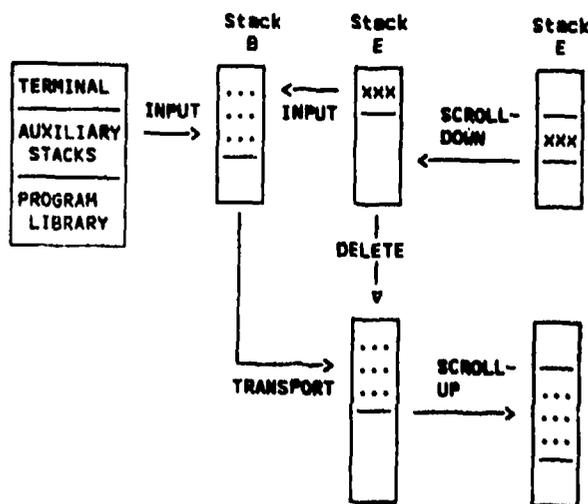 Stack
B
Stack
E
Stack
E
TERMINAL
AUXILIARY
STACKS
PROGRAM
LIBRARY
INPUT
...
...
...
INPUT
xxx
SCROLL-
DOWN
xxx
DELETE
TRANSPORT
...
...
...
SCROLL-
UP
...
...
...